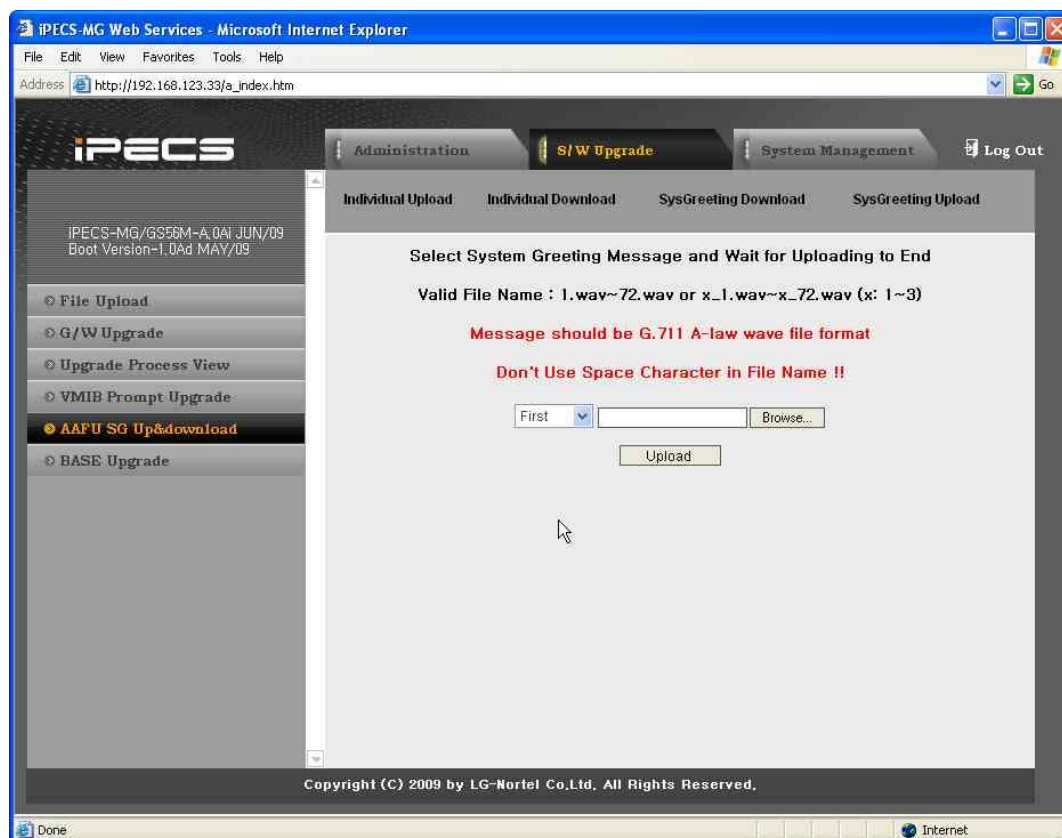 iPECS-MG Web Services - Microsoft Internet Explorer
File Edit View Favorites Tools Help
Address http://192.168.123.33/a_index.htm Go
iPECS
Administration S/W Upgrade System Management Log Out
Individual Upload Individual Download SysGreeting Download SysGreeting Upload
iPECS-MG/GS56M-A.0Ai JUN/09
Boot Version-1.0Ad MAY/09
File Upload
G/W Upgrade
Upgrade Process View
VMIB Prompt Upgrade
AAFU SG Up&download
BASE Upgrade
Select System Greeting Message and Wait for Uploading to End
Valid File Name : 1.wav~72.wav or x_1.wav~x_72.wav (x: 1~3)
Message should be G.711 A-law wave file format
Don't Use Space Character in File Name !!
First Browse...
Upload
Copyright (C) 2009 by LG-Nortel Co,Ltd. All Rights Reserved.
Done Internet